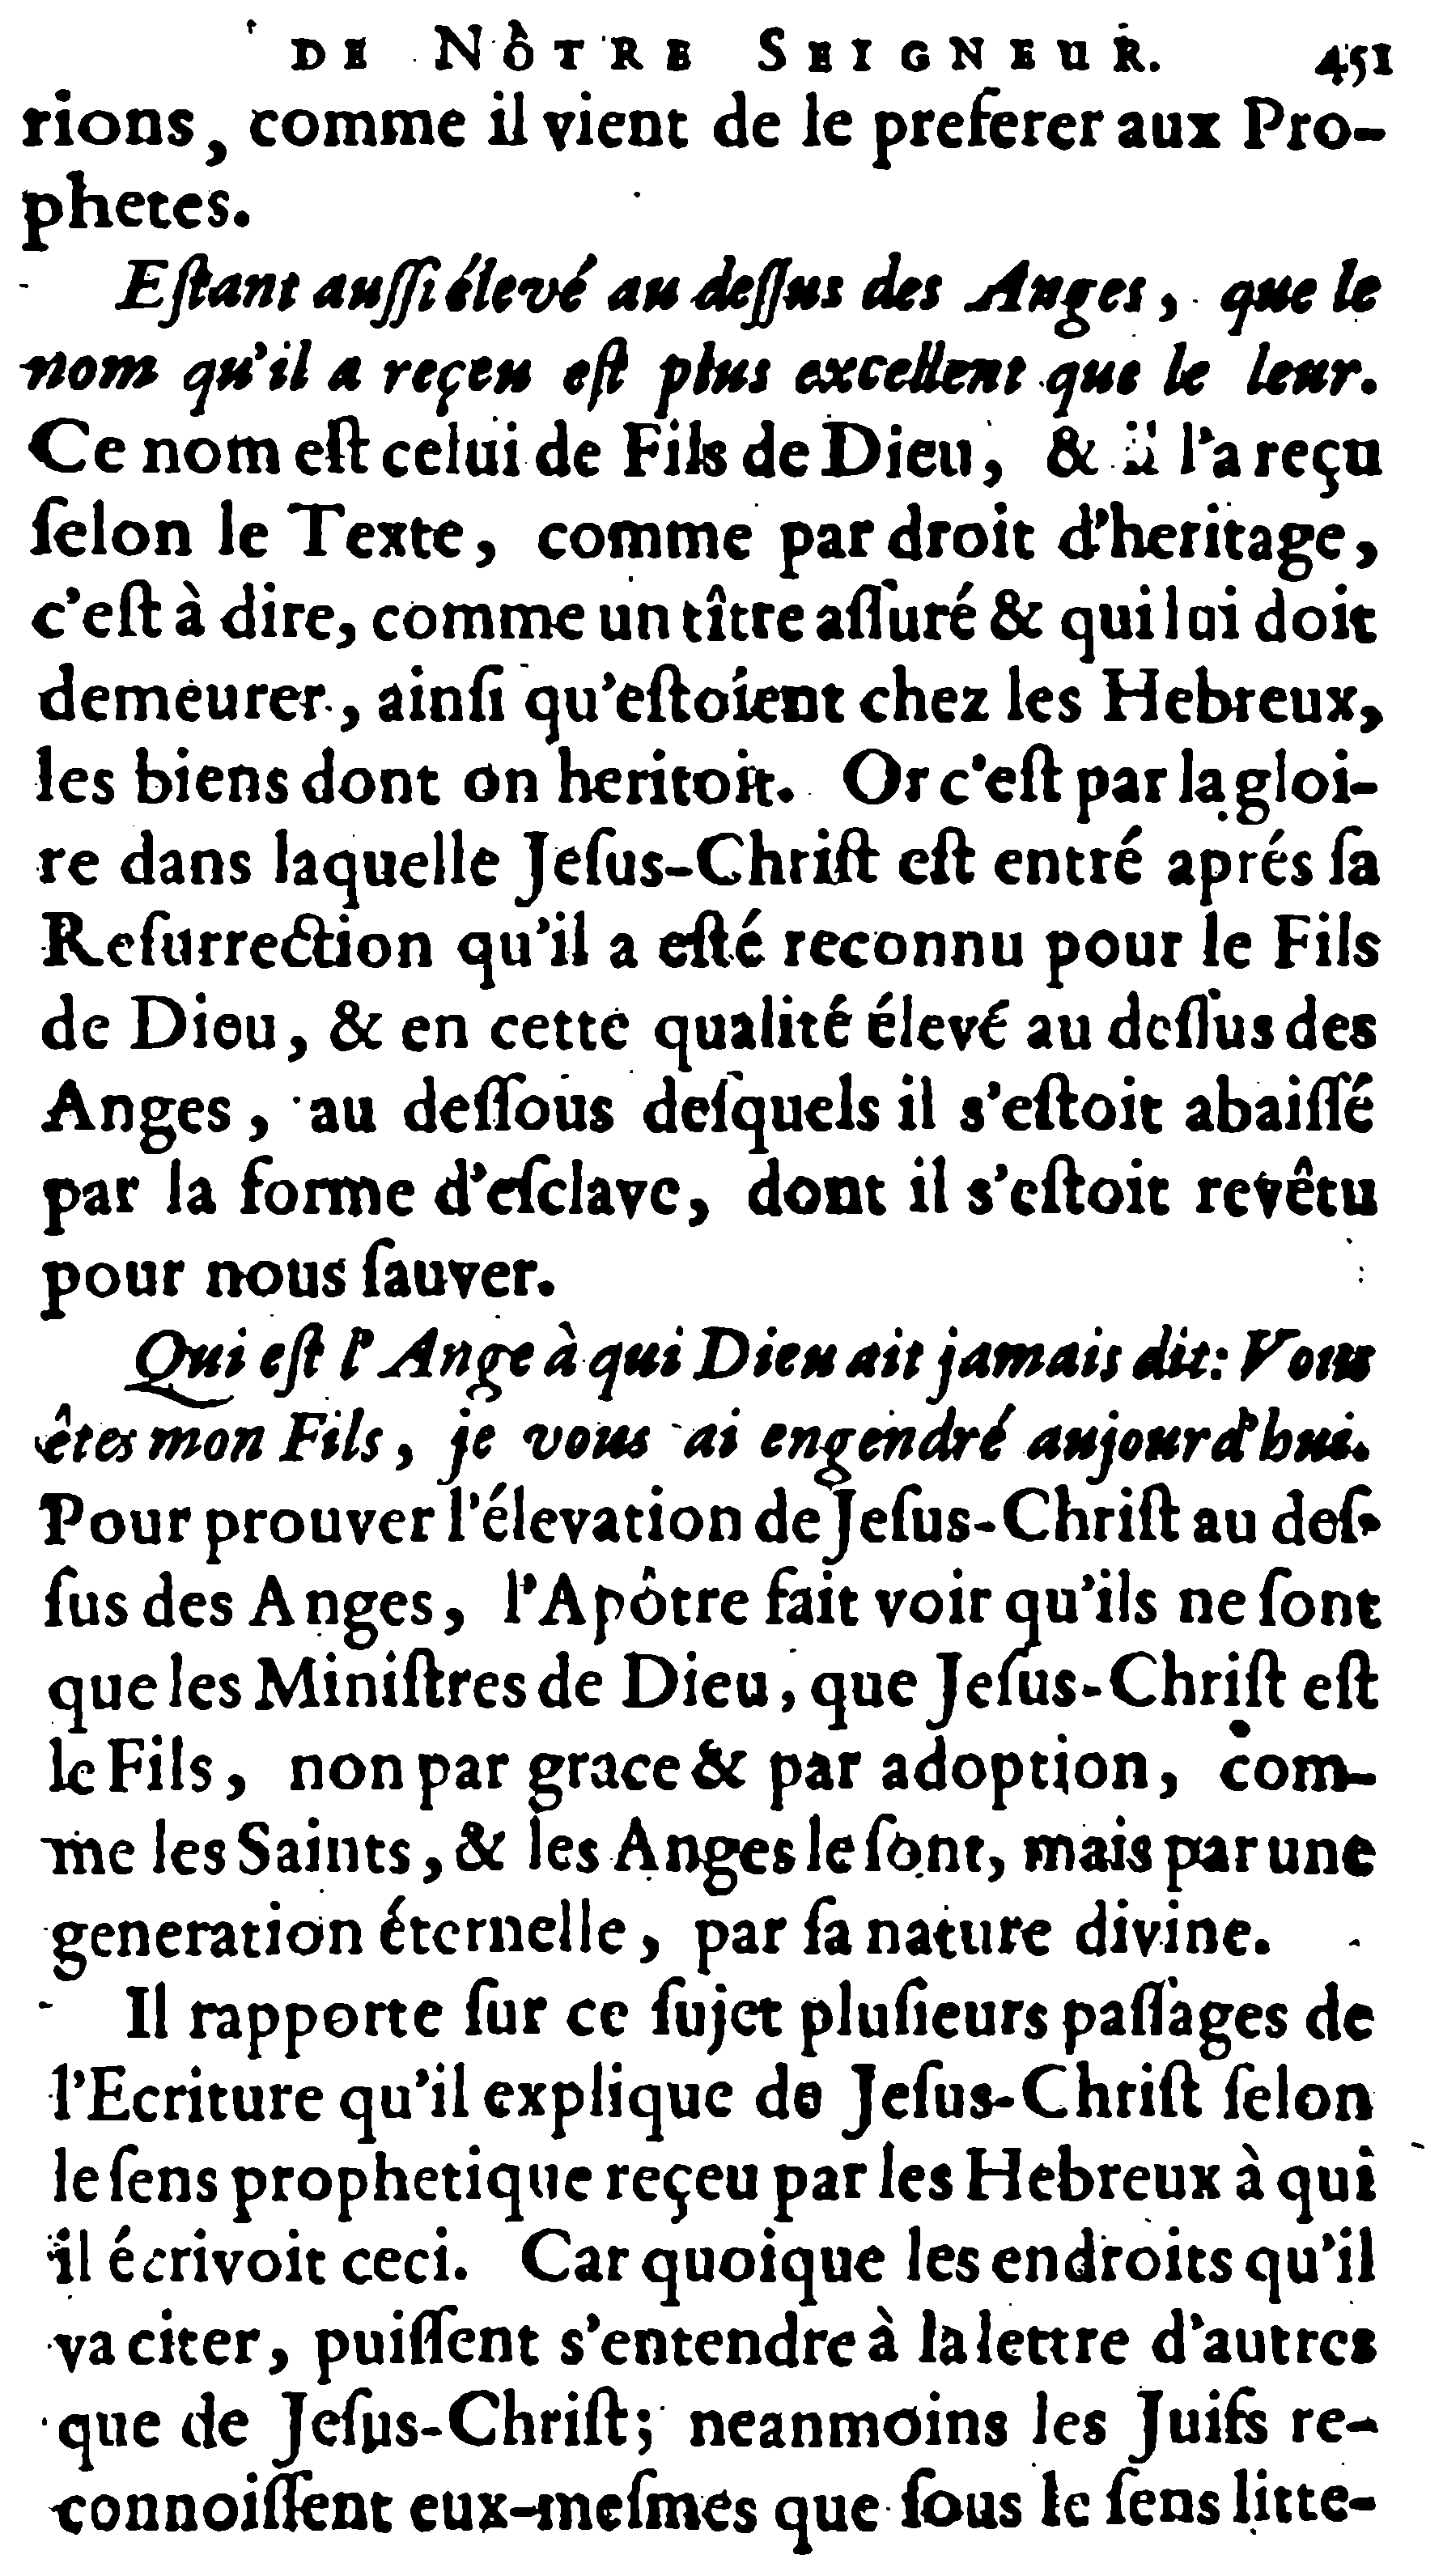 DE NÔTRE SEIGNEUR. 451
rions, comme il vient de le preferer aux Pro-
phetes.
Eſtant auſſi élevé au deſſus des Anges, que le
nom qu'il a reçeu eſt plus excellent que le leur.
Ce nom eſt celui de Fils de Dieu, & il l'a reçu
ſelon le Texte, comme par droit d'heritage,
c'eſt à dire, comme un tître aſſuré & qui lui doit
demeurer, ainſi qu'eſtoient chez les Hebreux,
les biens dont on heritoit. Or c'eſt par la gloi-
re dans laquelle Jeſus-Chriſt eſt entré aprés ſa
Reſurrection qu'il a eſté reconnu pour le Fils
de Dieu, & en cette qualité élevé au deſſus des
Anges, au deſſous deſquels il s'eſtoit abaiſſé
par la forme d'eſclave, dont il s'eſtoit revêtu
pour nous ſauver.
Qui eſt l'Ange à qui Dieu ait jamais dit: Vous
êtes mon Fils, je vous ai engendré aujourd'hui.
Pour prouver l'élevation de Jeſus-Chriſt au deſ-
ſus des Anges, l'Apôtre fait voir qu'ils ne ſont
que les Miniſtres de Dieu, que Jeſus-Chriſt eſt
le Fils, non par grace & par adoption, com-
me les Saints, & les Anges le ſont, mais par une
generation éternelle, par ſa nature divine.
Il rapporte ſur ce ſujet pluſieurs paſſages de
l'Ecriture qu'il explique de Jeſus-Chriſt ſelon
le ſens prophetique reçeu par les Hebreux à qui
il écrivoit ceci. Car quoique les endroits qu'il
va citer, puiſſent s'entendre à la lettre d'autres
que de Jeſus-Chriſt; neanmoins les Juifs re-
connoiſſent eux-meſmes que ſous le ſens litte-